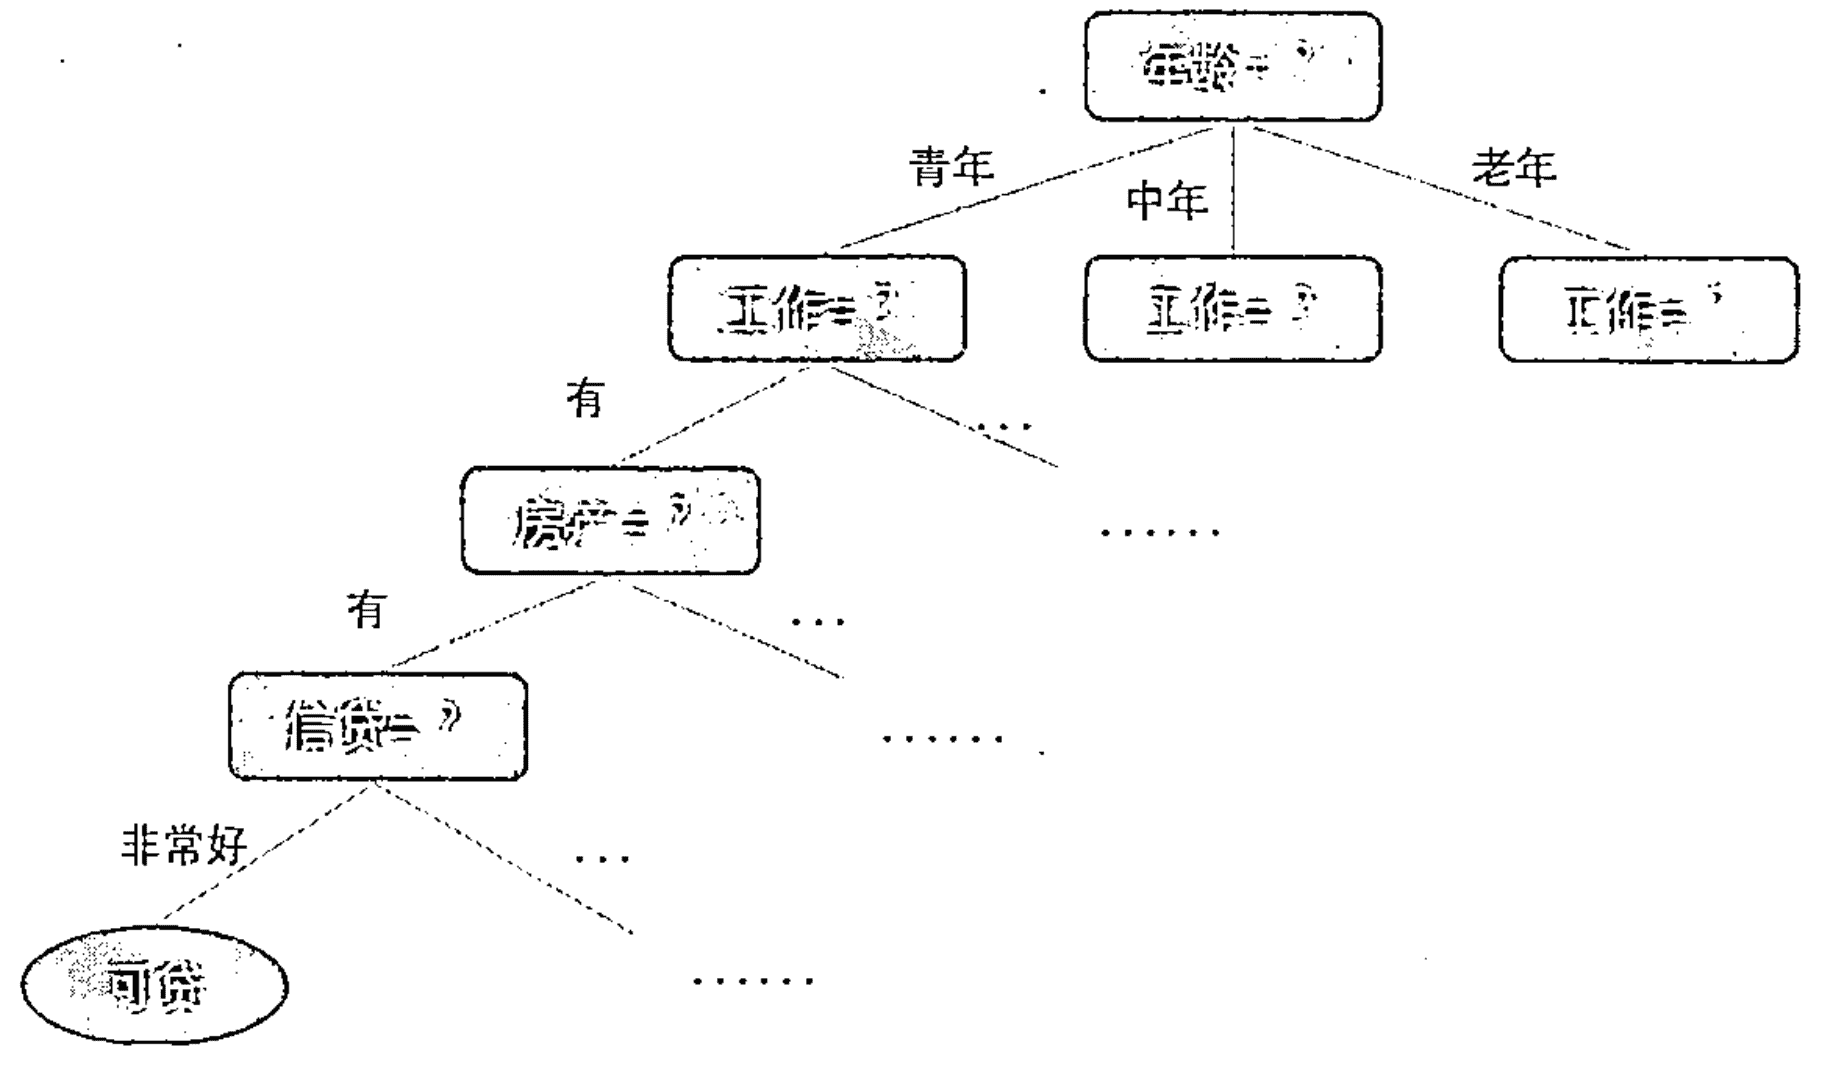 年龄=?
青年
中年
老年
工作=?
工作=?
工作=?
有
...
房产=?
......
有
...
信贷=?
......
非常好
...
可贷
......